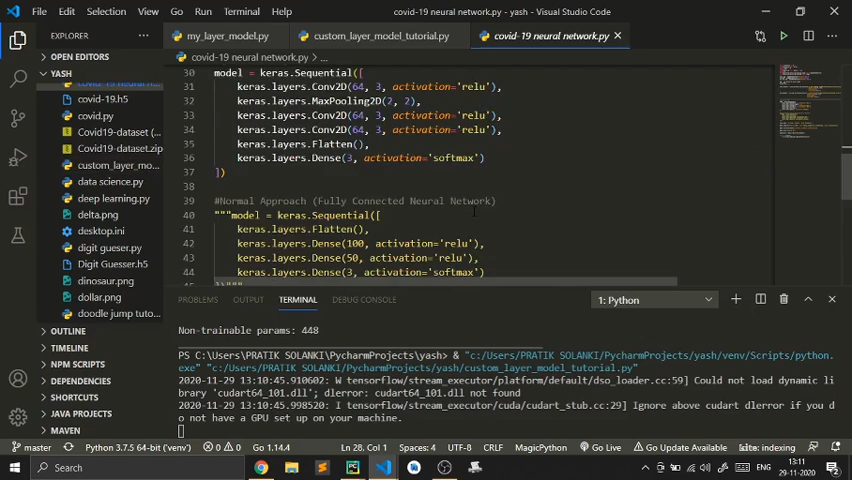 File Edit Selection View Go Run Terminal Help covid-19 neural network.py - yash - Visual Studio Code
EXPLORER
my_layer_model.py custom_layer_model_tutorial.py covid-19 neural network.py
OPEN EDITORS
YASH
covid-19.h5
covid.py
Covid19-dataset (...
Covid19-dataset.zip
custom_layer_mo...
data science.py
deep learning.py
delta.png
desktop.ini
digit gueser.py
Digit Guesser.h5
dinosaur.png
dollar.png
doodle jump tuto...
OUTLINE
TIMELINE
NPM SCRIPTS
DEPENDENCIES
SHORTCUTS
JAVA PROJECTS
MAVEN
covid-19 neural network.py > ...
30 model = keras.Sequential([
31 keras.layers.Conv2D(64, 3, activation='relu'),
32 keras.layers.MaxPooling2D(2, 2),
33 keras.layers.Conv2D(64, 3, activation='relu'),
34 keras.layers.Conv2D(64, 3, activation='relu'),
35 keras.layers.Flatten(),
36 keras.layers.Dense(3, activation='softmax')
37 ])
38
39 #Normal Approach (Fully Connected Neural Network)
40 """model = keras.Sequential([
41 keras.layers.Flatten(),
42 keras.layers.Dense(100, activation='relu'),
43 keras.layers.Dense(50, activation='relu'),
44 keras.layers.Dense(3, activation='softmax')
PROBLEMS OUTPUT TERMINAL DEBUG CONSOLE 1: Python
Non-trainable params: 448
PS C:\Users\PRATIK SOLANKI\PycharmProjects\yash> & "c:/Users/PRATIK SOLANKI/PycharmProjects/yash/venv/Scripts/python.
exe" "c:/Users/PRATIK SOLANKI/PycharmProjects/yash/custom_layer_model_tutorial.py"
2020-11-29 13:10:45.910602: W tensorflow/stream_executor/platform/default/dso_loader.cc:59] Could not load dynamic li
brary 'cudart64_101.dll'; dlerror: cudart64_101.dll not found
2020-11-29 13:10:45.998520: I tensorflow/stream_executor/cuda/cudart_stub.cc:29] Ignore above cudart dlerror if you d
o not have a GPU set up on your machine.
master Python 3.7.5 64-bit ('venv') 0 0 Go 1.14.4 Ln 28, Col 1 Spaces: 4 UTF-8 CRLF MagicPython Go Live Go Update Available Kite: indexing
Search ENG 13:11
29-11-2020 2